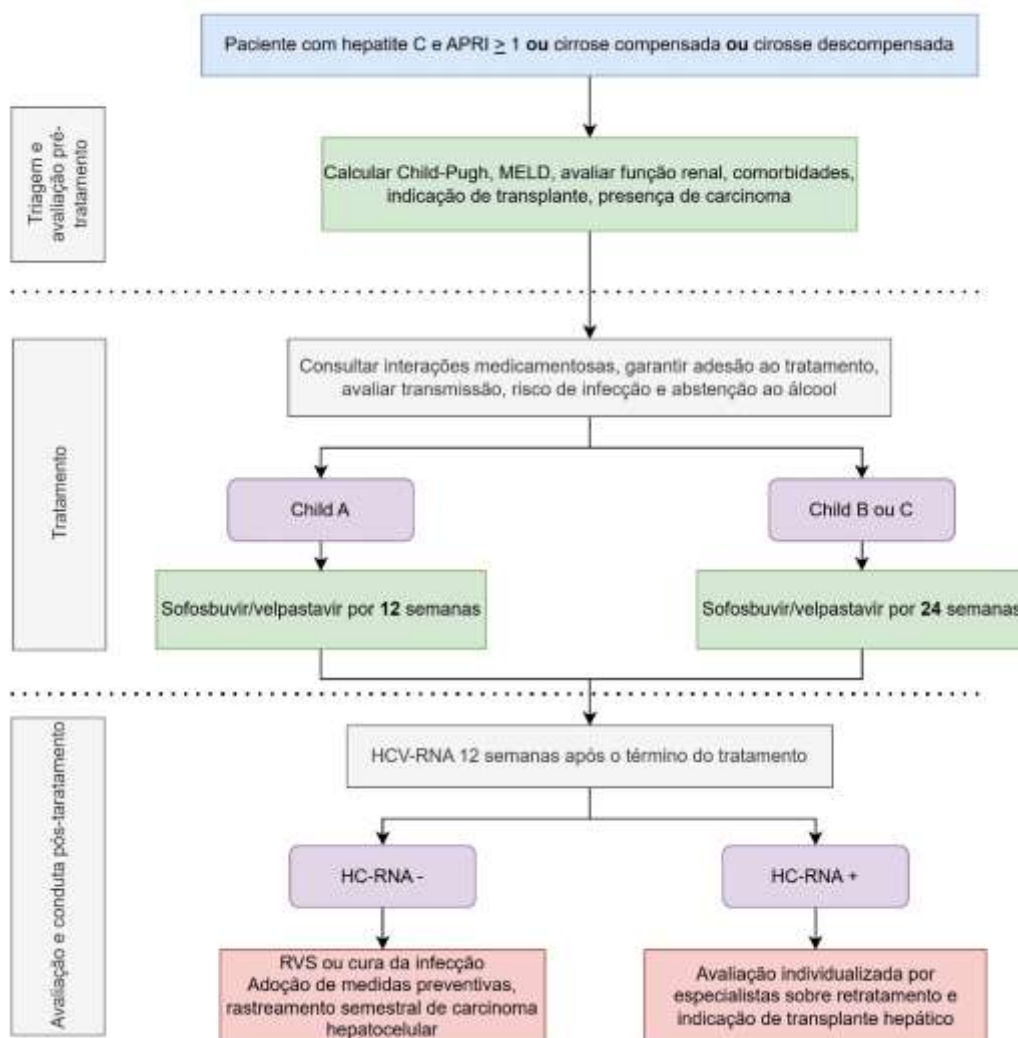 Paciente com hepatite C e APRI ≥ 1 ou cirrose compensada ou cirosse descompensada
Triagem e
avaliação pré-
tratamento
Calcular Child-Pugh, MELD, avaliar função renal, comorbidades,
indicação de transplante, presença de carcinoma
Tratamento
Consultar interações medicamentosas, garantir adesão ao tratamento,
avaliar transmissão, risco de infecção e abstenção ao álcool
Child A
Child B ou C
Sofosbuvir/velpastavir por 12 semanas
Sofosbuvir/velpastavir por 24 semanas
Avaliação e conduta pós-taratamento
HCV-RNA 12 semanas após o término do tratamento
HC-RNA -
HC-RNA +
RVS ou cura da infecção
Adoção de medidas preventivas,
rastreamento semestral de carcinoma
hepatocelular
Avaliação individualizada por
especialistas sobre retratamento e
indicação de transplante hepático